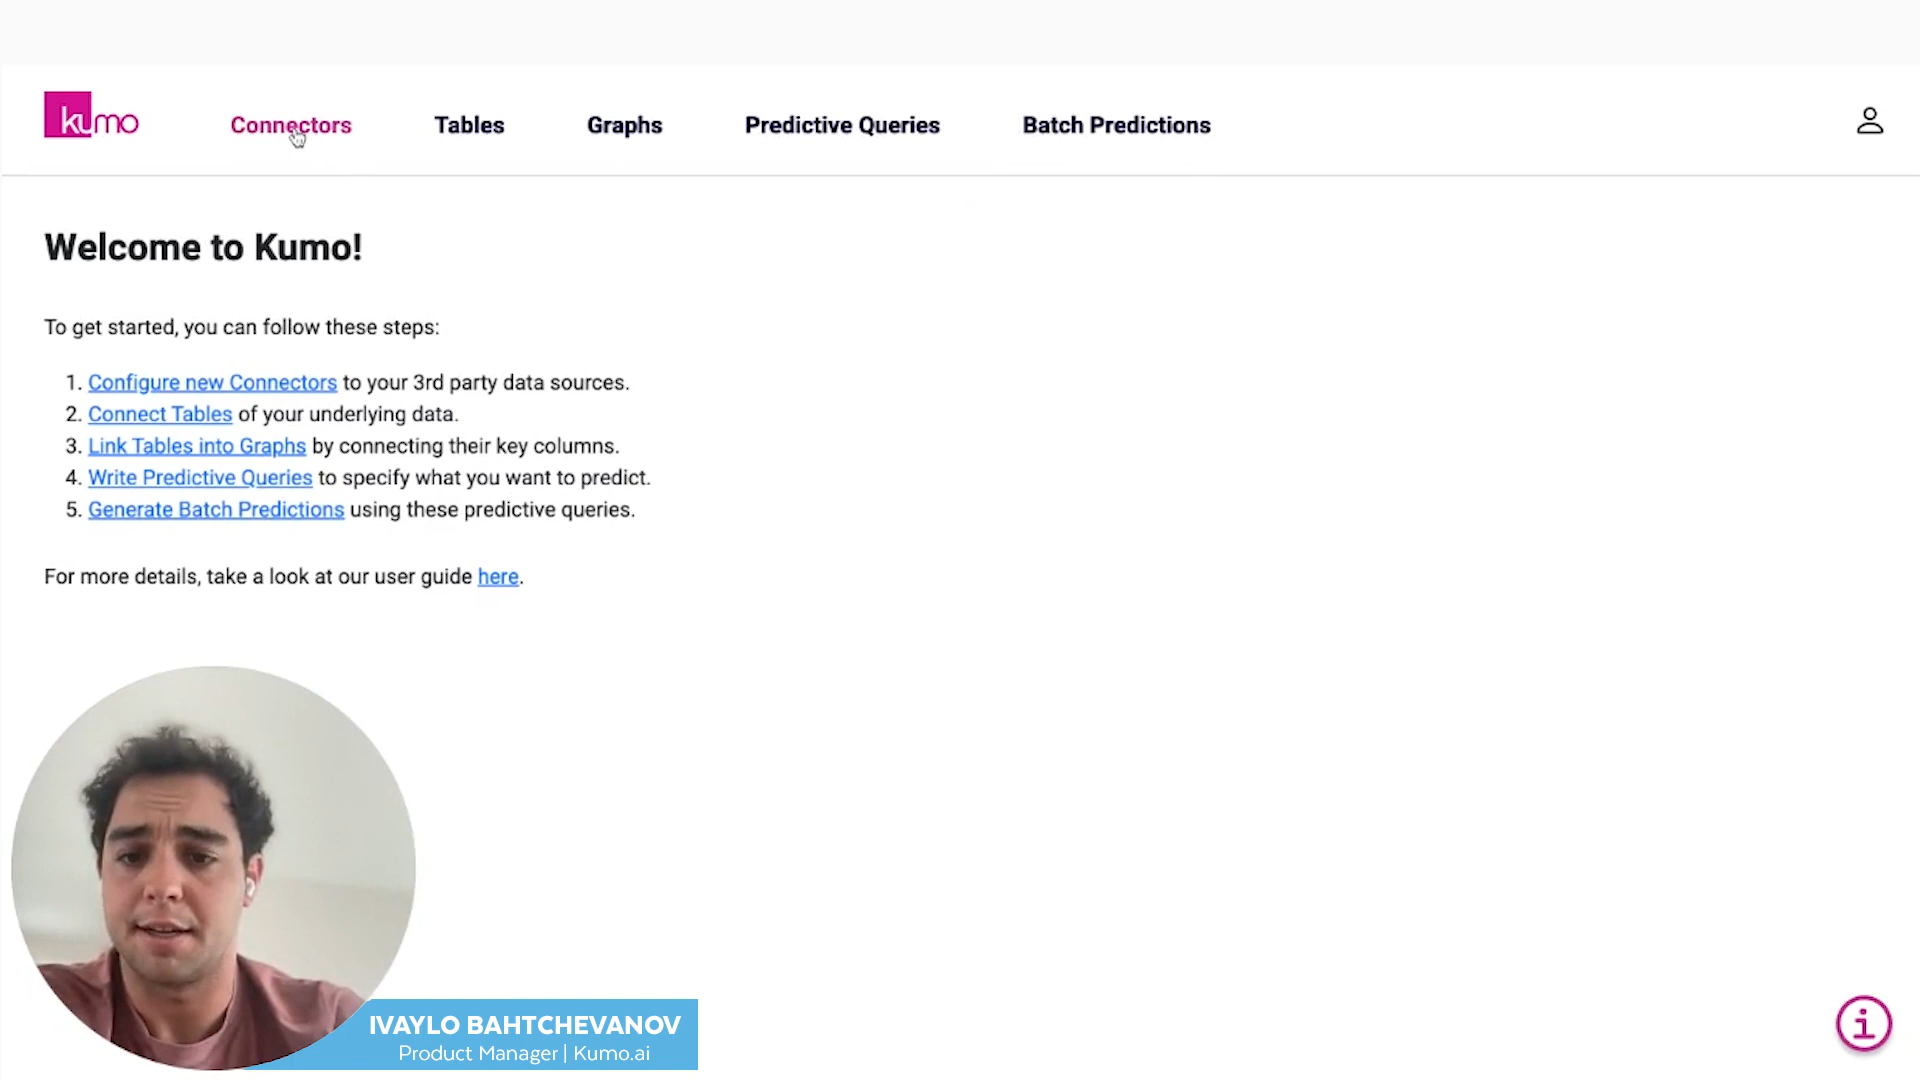 kumo
Connectors
Tables
Graphs
Predictive Queries
Batch Predictions
Welcome to Kumo!
To get started, you can follow these steps:
1. Configure new Connectors to your 3rd party data sources.
2. Connect Tables of your underlying data.
3. Link Tables into Graphs by connecting their key columns.
4. Write Predictive Queries to specify what you want to predict.
5. Generate Batch Predictions using these predictive queries.
For more details, take a look at our user guide here.
IVAYLO BAHTCHEVANOV
Product Manager | Kumo.ai